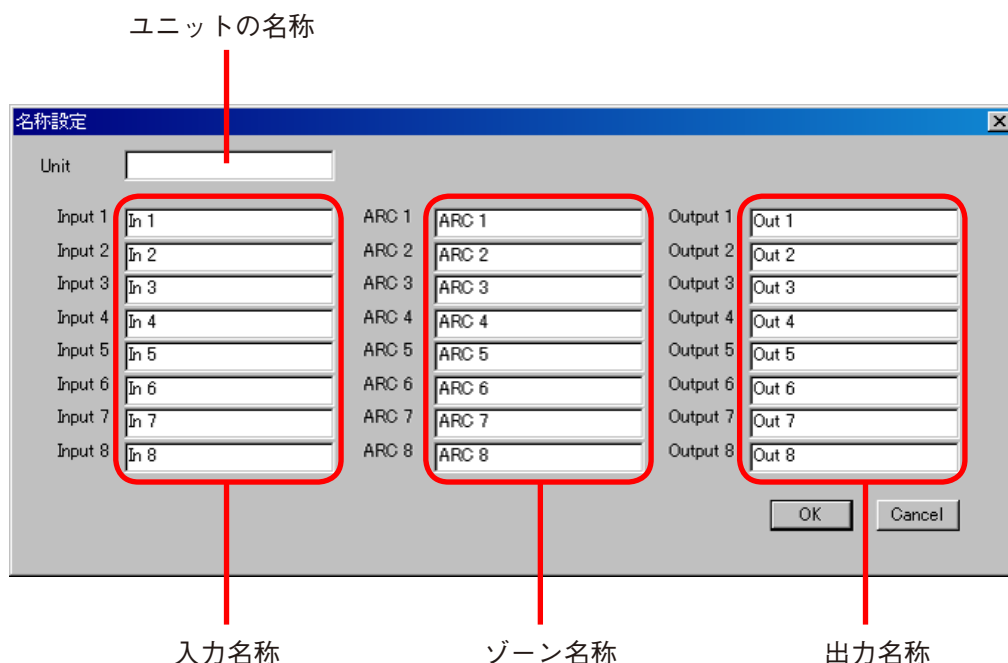 ユニットの名称
名称設定
Unit
Input 1 In 1 ARC 1 ARC 1 Output 1 Out 1
Input 2 In 2 ARC 2 ARC 2 Output 2 Out 2
Input 3 In 3 ARC 3 ARC 3 Output 3 Out 3
Input 4 In 4 ARC 4 ARC 4 Output 4 Out 4
Input 5 In 5 ARC 5 ARC 5 Output 5 Out 5
Input 6 In 6 ARC 6 ARC 6 Output 6 Out 6
Input 7 In 7 ARC 7 ARC 7 Output 7 Out 7
Input 8 In 8 ARC 8 ARC 8 Output 8 Out 8
OK Cancel
入力名称 ゾーン名称 出力名称